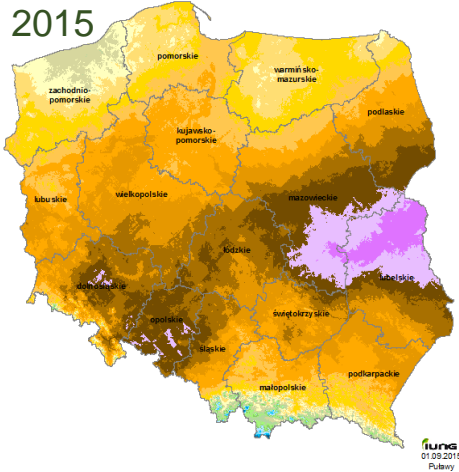 2015
pomorskie
warmińsko-
mazurskie
zachodnio-
pomorskie
podlaskie
kujawsko-
pomorskie
lubuskie
wielkopolskie
mazowieckie
łódzkie
lubelskie
dolnośląskie
opolskie
świętokrzyskie
śląskie
podkarpackie
małopolskie
IUNG
01.09.2015
Puławy